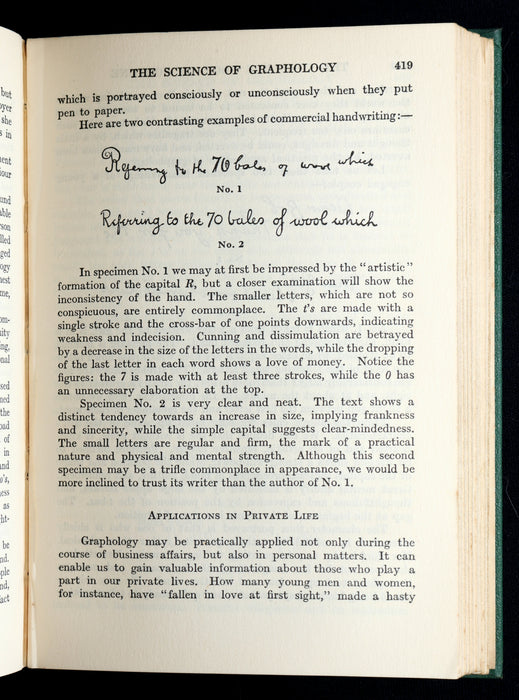 THE SCIENCE OF GRAPHOLOGY 419
which is portrayed consciously or unconsciously when they put
pen to paper.
Here are two contrasting examples of commercial handwriting:—
Referring to the 70 bales of wool which
No. 1
Referring to the 70 bales of wool which
No. 2
In specimen No. 1 we may at first be impressed by the "artistic"
formation of the capital R, but a closer examination will show the
inconsistency of the hand. The smaller letters, which are not so
conspicuous, are entirely commonplace. The t's are made with a
single stroke and the cross-bar of one points downwards, indicating
weakness and indecision. Cunning and dissimulation are betrayed
by a decrease in the size of the letters in the words, while the dropping
of the last letter in each word shows a love of money. Notice the
figures: the 7 is made with at least three strokes, while the 0 has
an unnecessary elaboration at the top.
Specimen No. 2 is very clear and neat. The text shows a
distinct tendency towards an increase in size, implying frankness
and sincerity, while the simple capital suggests clear-mindedness.
The small letters are regular and firm, the mark of a practical
nature and physical and mental strength. Although this second
specimen may be a trifle commonplace in appearance, we would be
more inclined to trust its writer than the author of No. 1.
APPLICATIONS IN PRIVATE LIFE
Graphology may be practically applied not only during the
course of business affairs, but also in personal matters. It can
enable us to gain valuable information about those who play a
part in our private lives. How many young men and women,
for instance, have "fallen in love at first sight," made a hasty